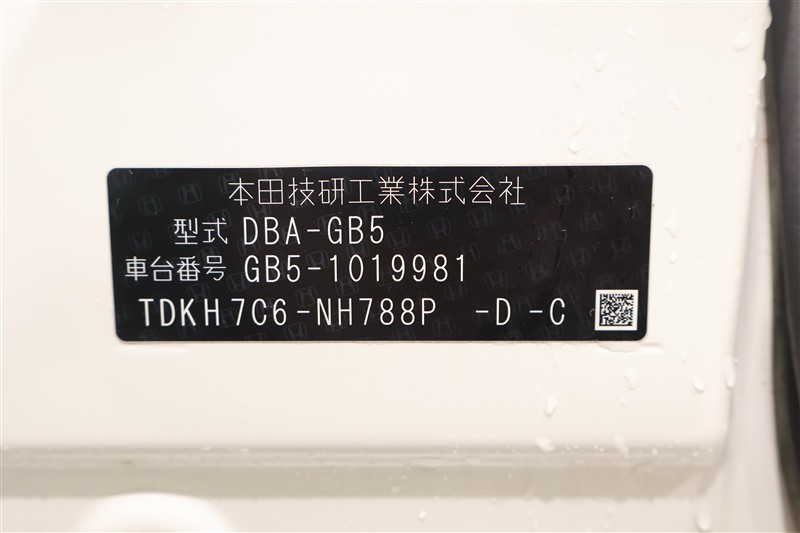 本田技研工業株式会社
型式 DBA-GB5
車台番号 GB5-1019981
TDKH7C6-NH788P -D -C